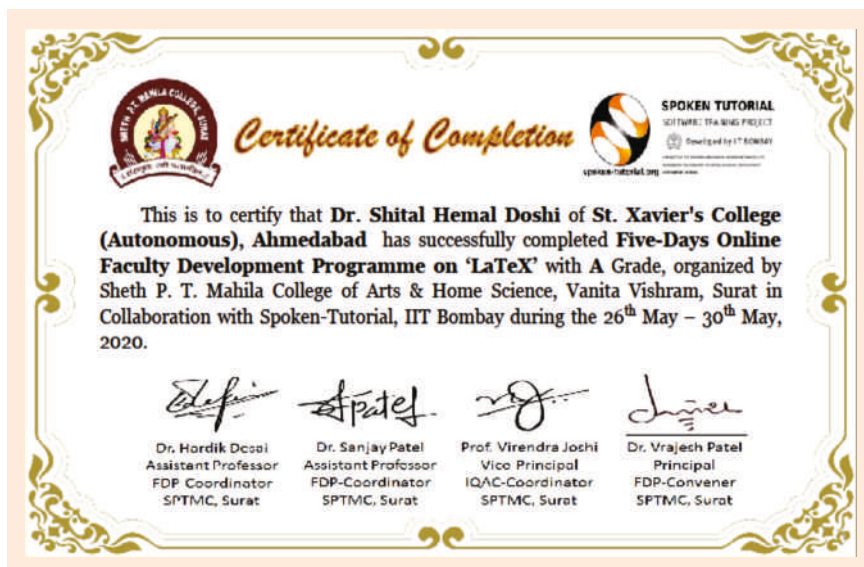 SHETH P.T. MAHILA COLLEGE, SURAT
Certificate of Completion
SPOKEN TUTORIAL
SOFTWARE TRAINING PROJECT
Developed by IIT BOMBAY
spoken-tutorial.org
This is to certify that Dr. Shital Hemal Doshi of St. Xavier's College
(Autonomous), Ahmedabad has successfully completed Five-Days Online
Faculty Development Programme on ‘LaTeX’ with A Grade, organized by
Sheth P. T. Mahila College of Arts & Home Science, Vanita Vishram, Surat in
Collaboration with Spoken-Tutorial, IIT Bombay during the 26th May – 30th May,
2020.
Dr. Hardik Desai
Assistant Professor
FDP Coordinator
SPTMC, Surat
Dr. Sanjay Patel
Assistant Professor
FDP-Coordinator
SPTMC, Surat
Prof. Virendra Joshi
Vice Principal
IQAC-Coordinator
SPTMC, Surat
Dr. Vrajesh Patel
Principal
FDP-Convener
SPTMC, Surat